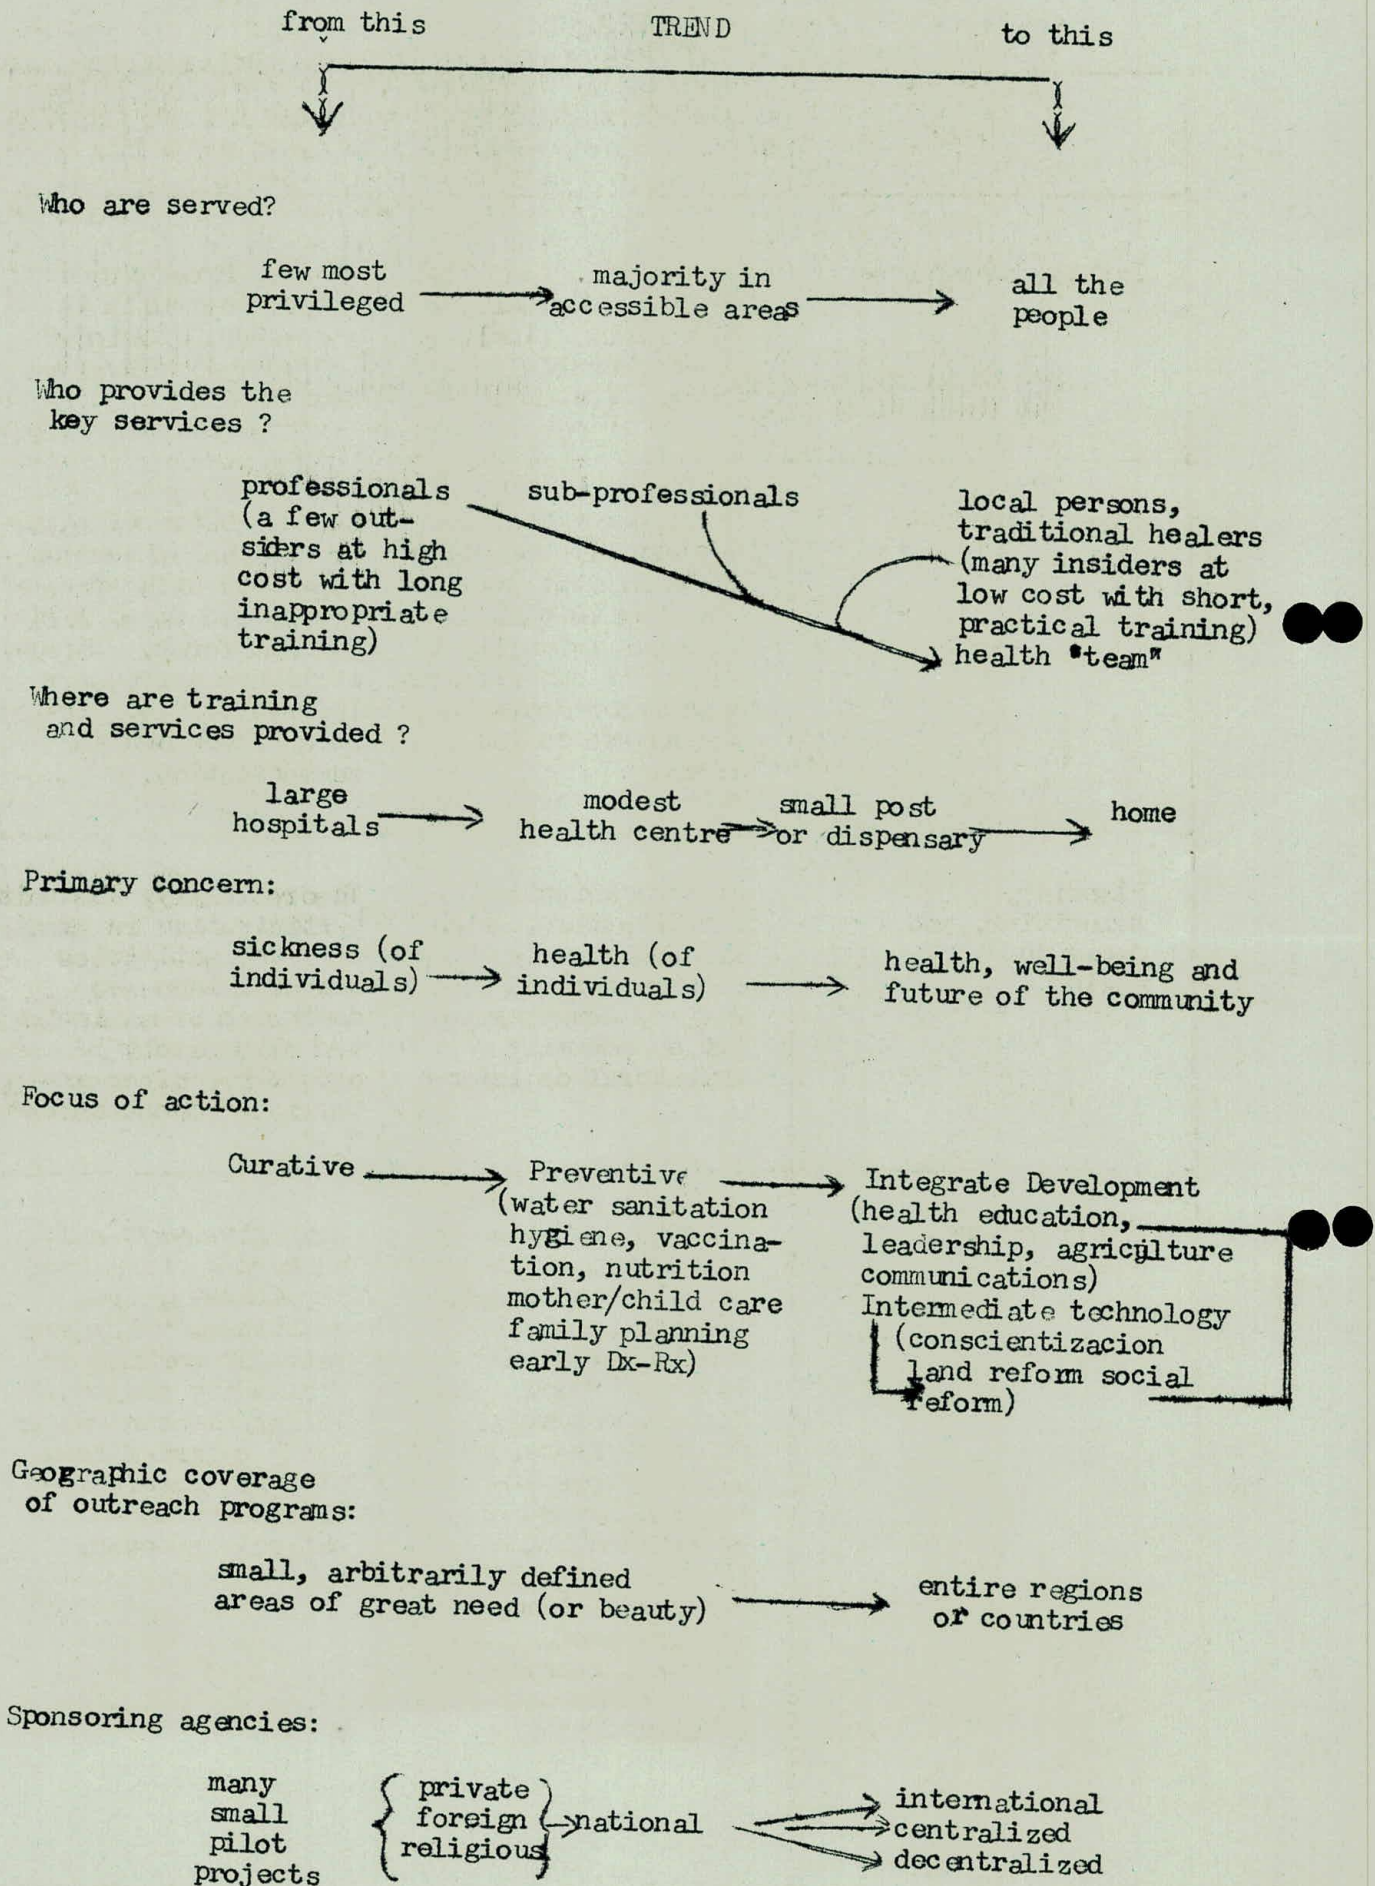 from this TREND to this
Who are served?
few most
privileged
majority in
accessible areas
all the
people
Who provides the
key services ?
professionals
(a few out-
siders at high
cost with long
inappropriate
training)
sub-professionals
local persons,
traditional healers
(many insiders at
low cost with short,
practical training)
health "team"
Where are training
and services provided ?
large
hospitals
modest
health centre
small post
or dispensary
home
Primary concern:
sickness (of
individuals)
health (of
individuals)
health, well-being and
future of the community
Focus of action:
Curative
Preventive
(water sanitation
hygiene, vaccina-
tion, nutrition
mother/child care
family planning
early Dx-Rx)
Integrate Development
(health education,
leadership, agriculture
communications)
Intermediate technology
(conscientizacion
land reform social
reform)
Geographic coverage
of outreach programs:
small, arbitrarily defined
areas of great need (or beauty)
entire regions
or countries
Sponsoring agencies:
many
small
pilot
projects
private
foreign
religious
national
international
centralized
decentralized